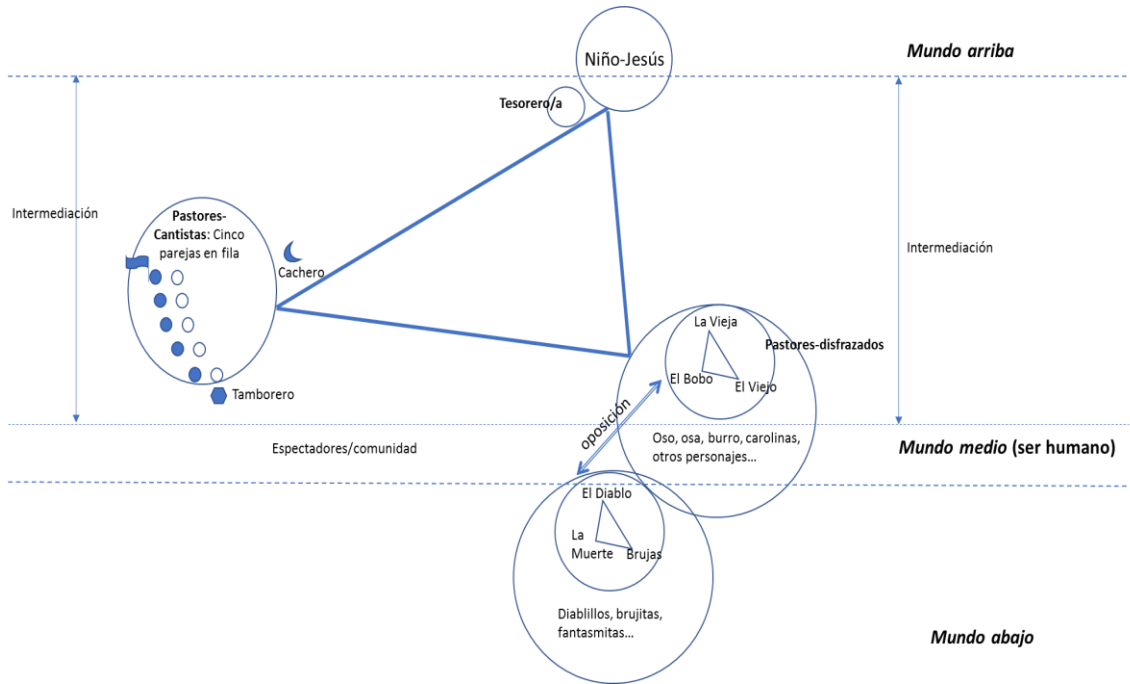 Mundo arriba
Niño-Jesús
Tesorero/a
Intermediación
Pastores-
Cantistas: Cinco
parejas en fila
Cachero
Tamborero
Intermediación
La Vieja
Pastores-disfrazados
El Bobo
El Viejo
oposición
Oso, osa, burro, carolinas,
otros personajes...
Espectadores/comunidad
Mundo medio (ser humano)
El Diablo
La
Muerte
Brujas
Diablillos, brujitas,
fantasmitas...
Mundo abajo